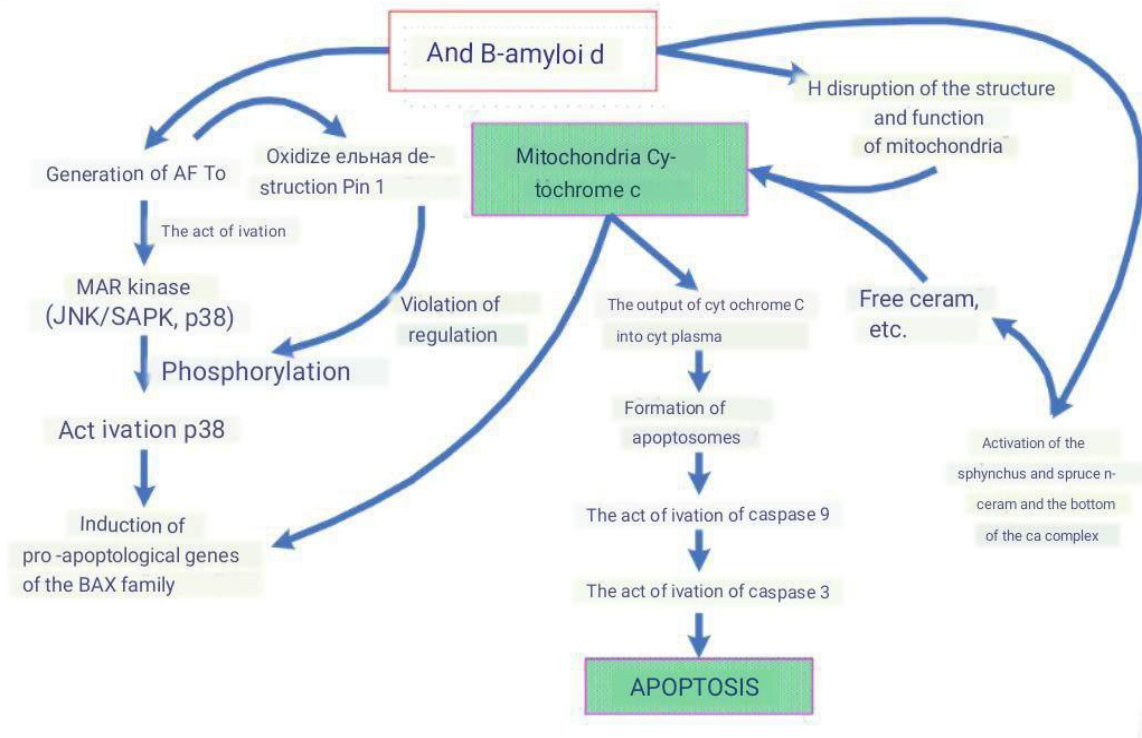 And B-amyloi d
H disruption of the structure
and function
of mitochondria
Generation of AF To
Oxidize ельная de-
struction Pin 1
Mitochondria Cy-
tochrome c
The act of ivation
MAR kinase
(JNK/SAPK, p38)
Violation of
regulation
The output of cyt ochrome C
into cyt plasma
Free ceram,
etc.
Phosphorylation
Act ivation p38
Formation of
apoptosomes
Activation of the
sphynchus and spruce n-
ceram and the bottom
of the ca complex
Induction of
pro -apoptological genes
of the BAX family
The act of ivation of caspase 9
The act of ivation of caspase 3
APOPTOSIS